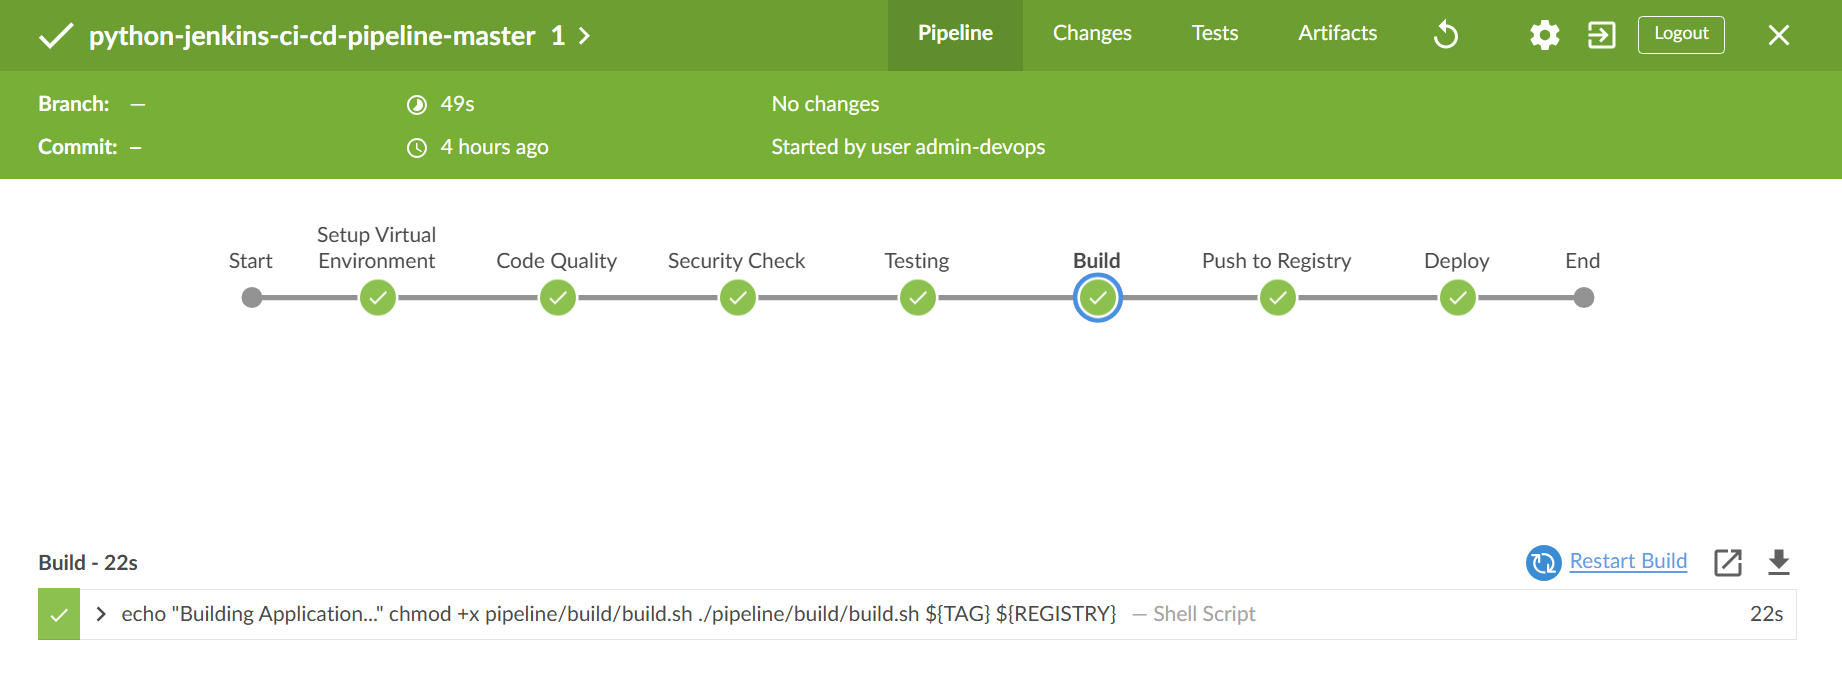 python-jenkins-ci-cd-pipeline-master 1
Pipeline
Changes
Tests
Artifacts
Logout
Branch: —
49s
No changes
Commit: –
4 hours ago
Started by user admin-devops
Start
Setup Virtual
Environment
Code Quality
Security Check
Testing
Build
Push to Registry
Deploy
End
Build - 22s
Restart Build
echo "Building Application..." chmod +x pipeline/build/build.sh ./pipeline/build/build.sh ${TAG} ${REGISTRY} — Shell Script
22s